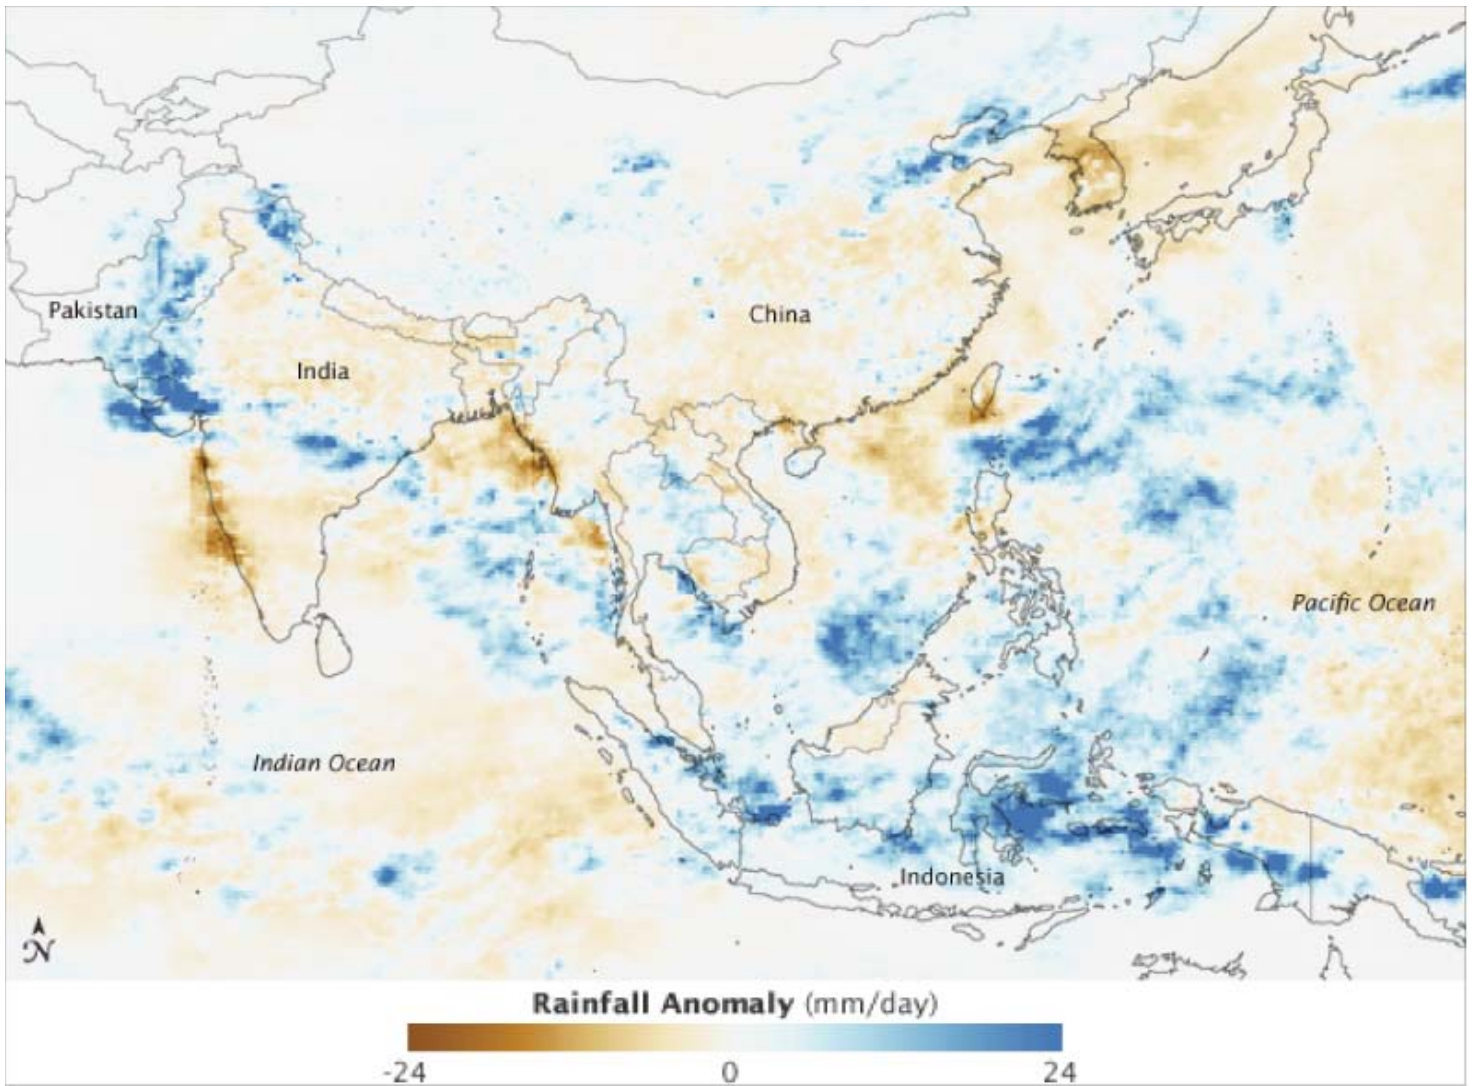 Pakistan
China
India
Pacific Ocean
Indian Ocean
Indonesia
N
Rainfall Anomaly (mm/day)
-24 0 24